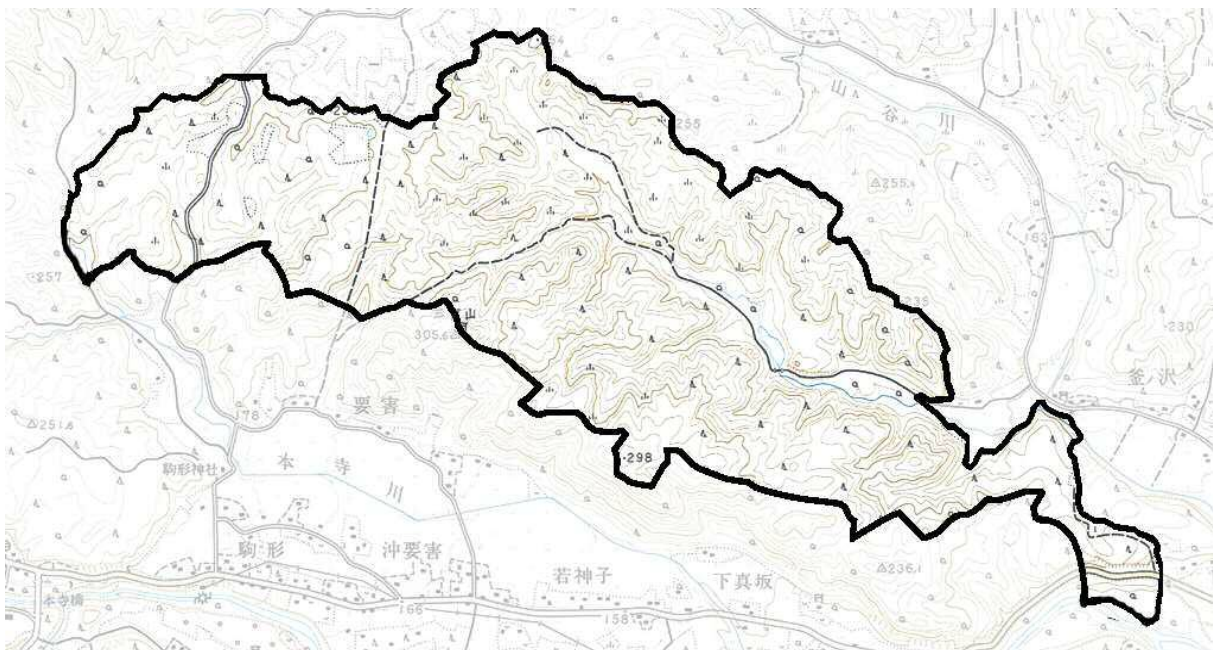 255
山
谷
川
△255.
163
・257
山
305.6
235
・230
要害
178
釜沢
△251.6
駒形神社
本寺
川
・298
駒形
沖要害
若神子
下真坂
△236.1
本寺橋
166
158